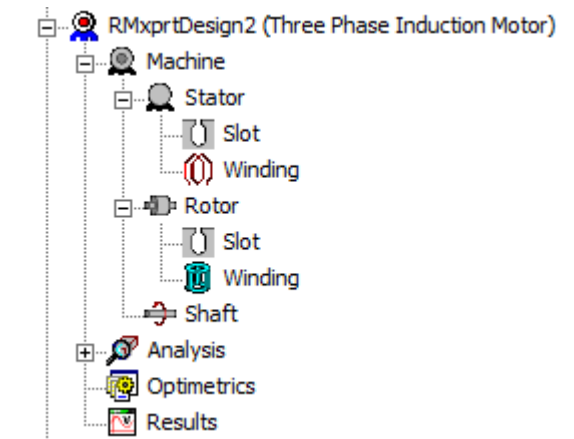 RMxprtDesign2 (Three Phase Induction Motor)
Machine
Stator
Slot
Winding
Rotor
Slot
Winding
Shaft
Analysis
Optimetrics
Results